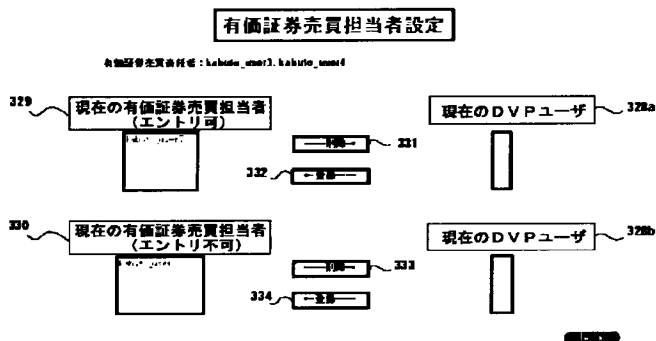 有価証券売買担当者設定
有価証券売買責任者：kabuto_user3, kabuto_user4
329
現在の有価証券売買担当者
(エントリ可)
現在のＤＶＰユーザ
328a
331
332
330
現在の有価証券売買担当者
(エントリ不可)
現在のＤＶＰユーザ
328b
333
334